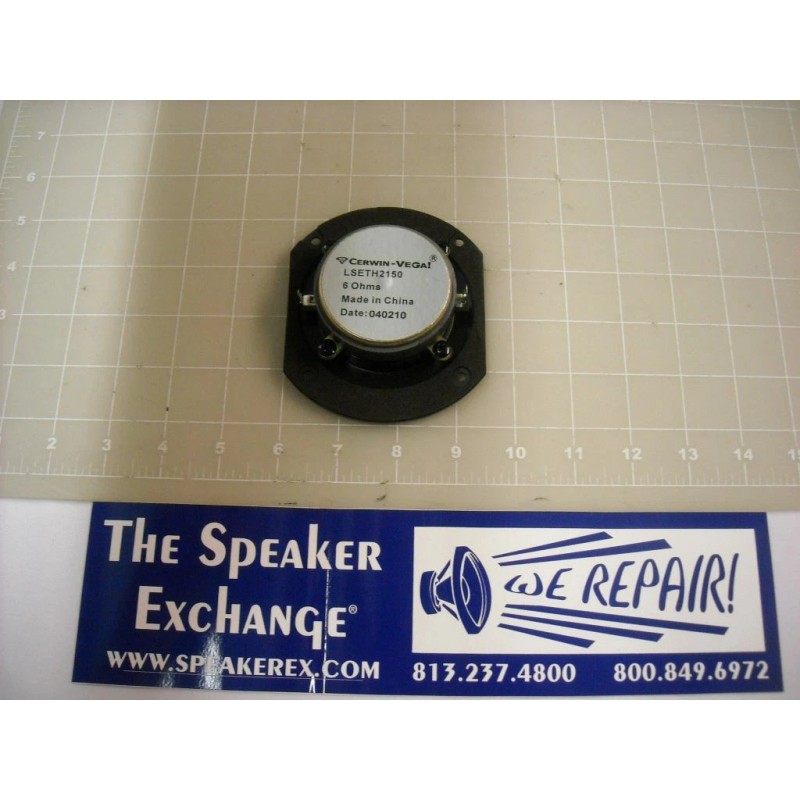 7
6
5
3
CERWIN-VEGA!®
LSETH2150
6 Ohms
Made in China
Date: 040210
2 3 4 5 6 7 8 9 10 11 12 13 14 15
THE SPEAKER
EXCHANGE®
WWW.SPEAKEREX.COM
WE REPAIR!
813.237.4800 800.849.6972